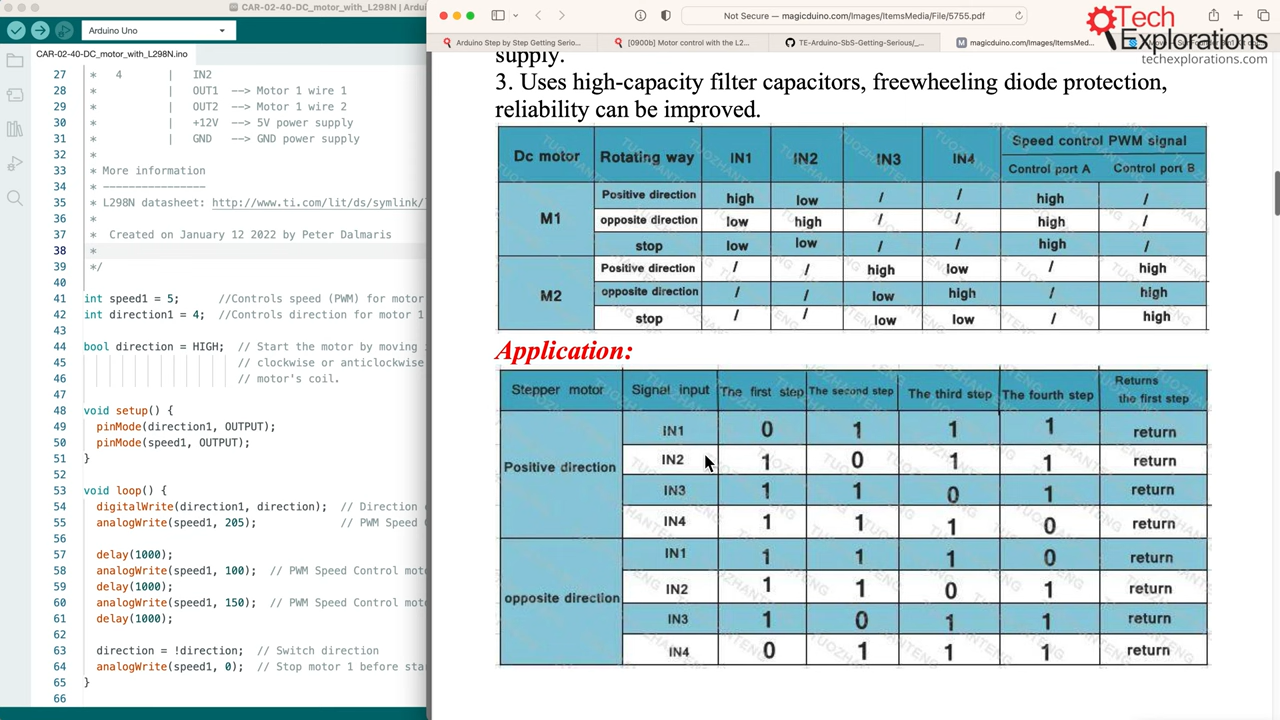 CAR-02-40-DC_motor_with_L298N | Ardui
Arduino Uno
CAR-02-40-DC_motor_with_L298N.ino
27 * 4 | IN2
28 * | OUT1 --> Motor 1 wire 1
29 * | OUT2 --> Motor 1 wire 2
30 * | +12V --> 5V power supply
31 * | GND --> GND power supply
32 *
33 * More information
34 * ----------------
35 * L298N datasheet: http://www.ti.com/lit/ds/symlink/
36 *
37 * Created on January 12 2022 by Peter Dalmaris
38 *
39 */
40
41 int speed1 = 5; //Controls speed (PWM) for motor
42 int direction1 = 4; //Controls direction for motor 1
43
44 bool direction = HIGH; // Start the motor by moving
45 // clockwise or anticlockwise
46 // motor's coil.
47
48 void setup() {
49 pinMode(direction1, OUTPUT);
50 pinMode(speed1, OUTPUT);
51 }
52
53 void loop() {
54 digitalWrite(direction1, direction); // Direction
55 analogWrite(speed1, 205); // PWM Speed
56
57 delay(1000);
58 analogWrite(speed1, 100); // PWM Speed Control mot
59 delay(1000);
60 analogWrite(speed1, 150); // PWM Speed Control mot
61 delay(1000);
62
63 direction = !direction; // Switch direction
64 analogWrite(speed1, 0); // Stop motor 1 before sta
65 }
66
Not Secure — magicduino.com/Images/ItemsMedia/File/5755.pdf
Tech Explorations
techexplorations.com
Arduino Step by Step Getting Serio...
[0900b] Motor control with the L2...
TE-Arduino-SbS-Getting-Serious/_...
magicduino.com/Images/ItemsMed...
supply.
3. Uses high-capacity filter capacitors, freewheeling diode protection,
reliability can be improved.
Dc motor Rotating way IN1 IN2 IN3 IN4 Speed control PWM signal
Control port A Control port B
M1 Positive direction high low / / high /
opposite direction low high / / high /
stop low low / / high /
M2 Positive direction / / high low / high
opposite direction / / low high / high
stop / / low low / high
Application:
Stepper motor Signal input The first step The second step The third step The fourth step Returns the first step
Positive direction IN1 0 1 1 1 return
IN2 1 0 1 1 return
IN3 1 1 0 1 return
IN4 1 1 1 0 return
opposite direction IN1 1 1 1 0 return
IN2 1 1 0 1 return
IN3 1 0 1 1 return
IN4 0 1 1 1 return